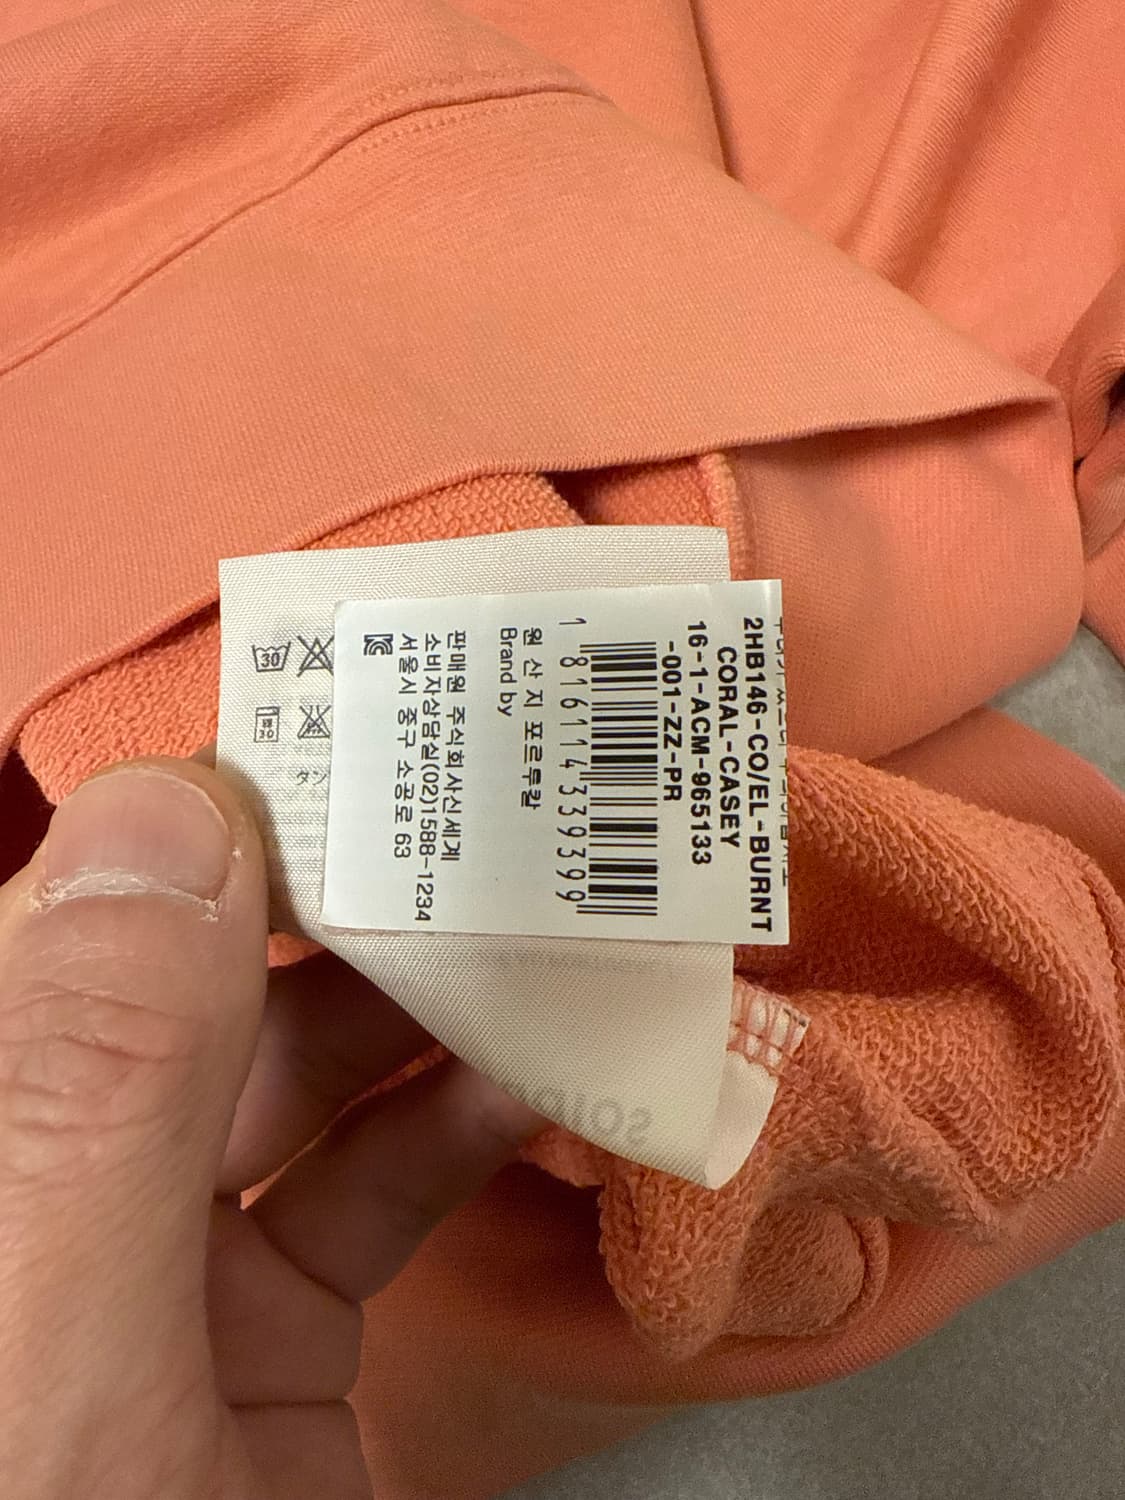 2HB146-CO/EL-BURNT
CORAL-CASEY
16-1-ACM-965133
-001-ZZ-PR
1 816114339399
원 산 지 포르투갈
Brand by
판매원 주식회사신세계
소비자상담실(02)1588-1234
서울시 중구 소공로 63
30